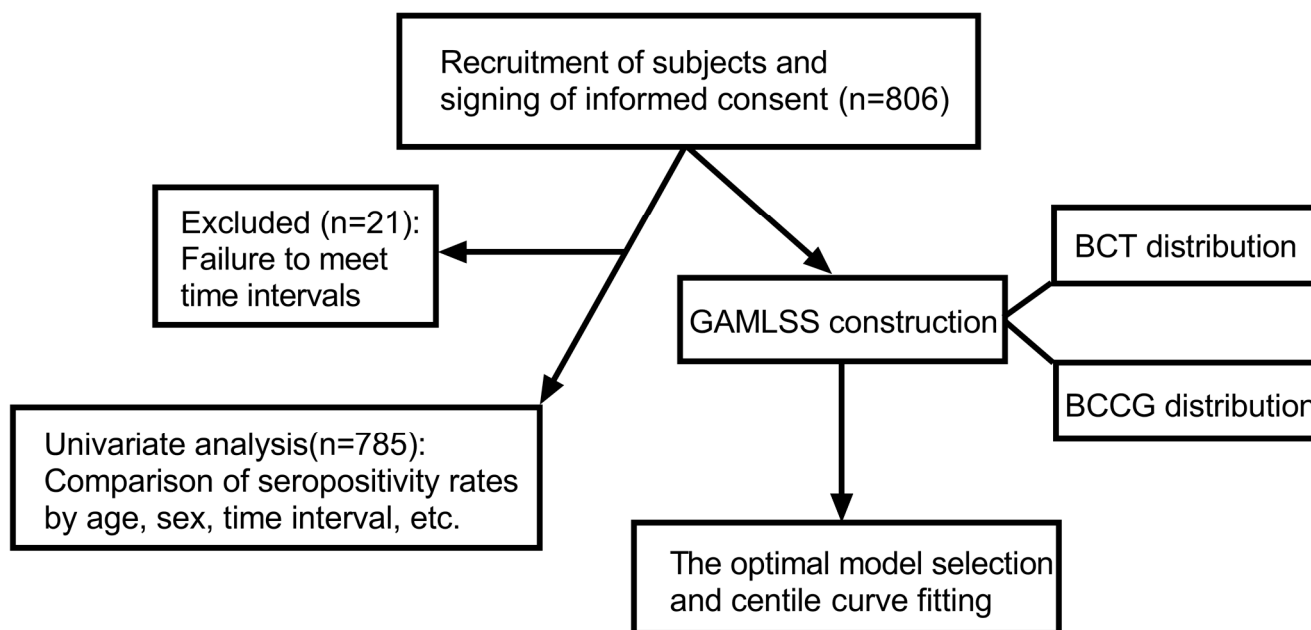 Recruitment of subjects and
signing of informed consent (n=806)
Excluded (n=21):
Failure to meet
time intervals
BCT distribution
GAMLSS construction
BCCG distribution
Univariate analysis(n=785):
Comparison of seropositivity rates
by age, sex, time interval, etc.
The optimal model selection
and centile curve fitting